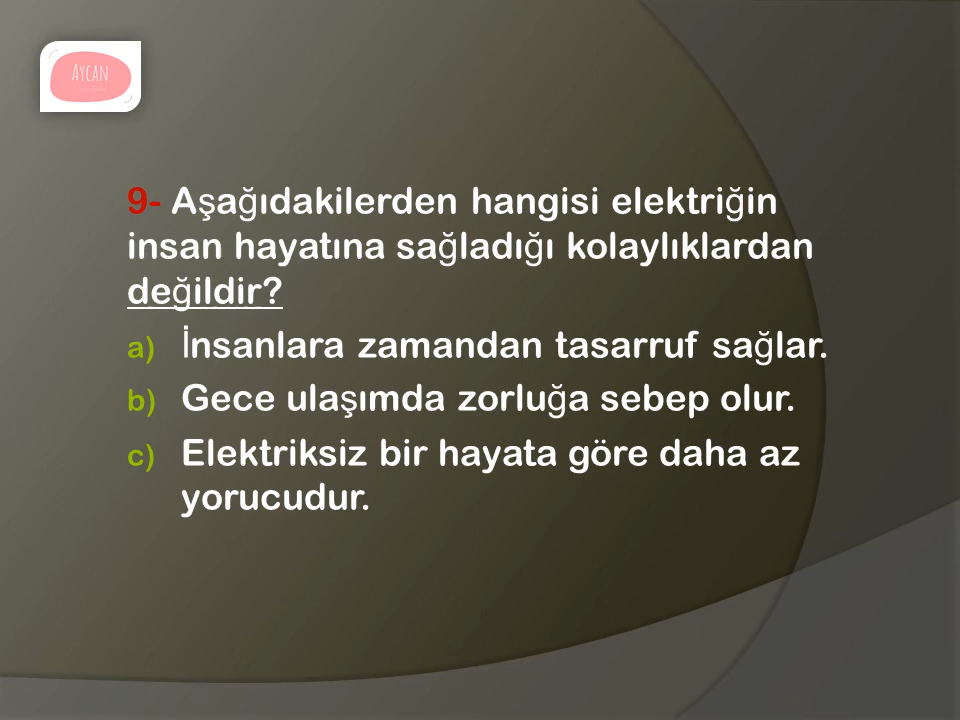 AYCAN
9- Aşağıdakilerden hangisi elektriğin
insan hayatına sağladığı kolaylıklardan
değildir?
a) İnsanlara zamandan tasarruf sağlar.
b) Gece ulaşımda zorluğa sebep olur.
c) Elektriksiz bir hayata göre daha az
yorucudur.